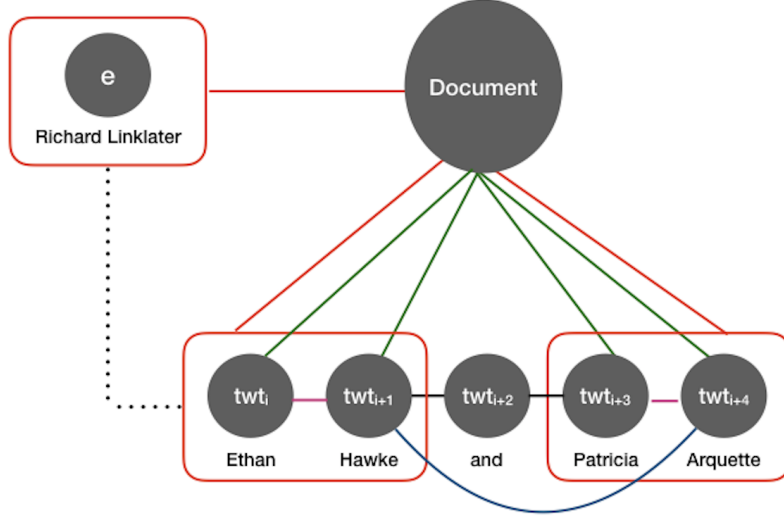 e
Richard Linklater
Document
twtᵢ twtᵢ₊₁ twtᵢ₊₂ twtᵢ₊₃ twtᵢ₊₄
Ethan Hawke and Patricia Arquette